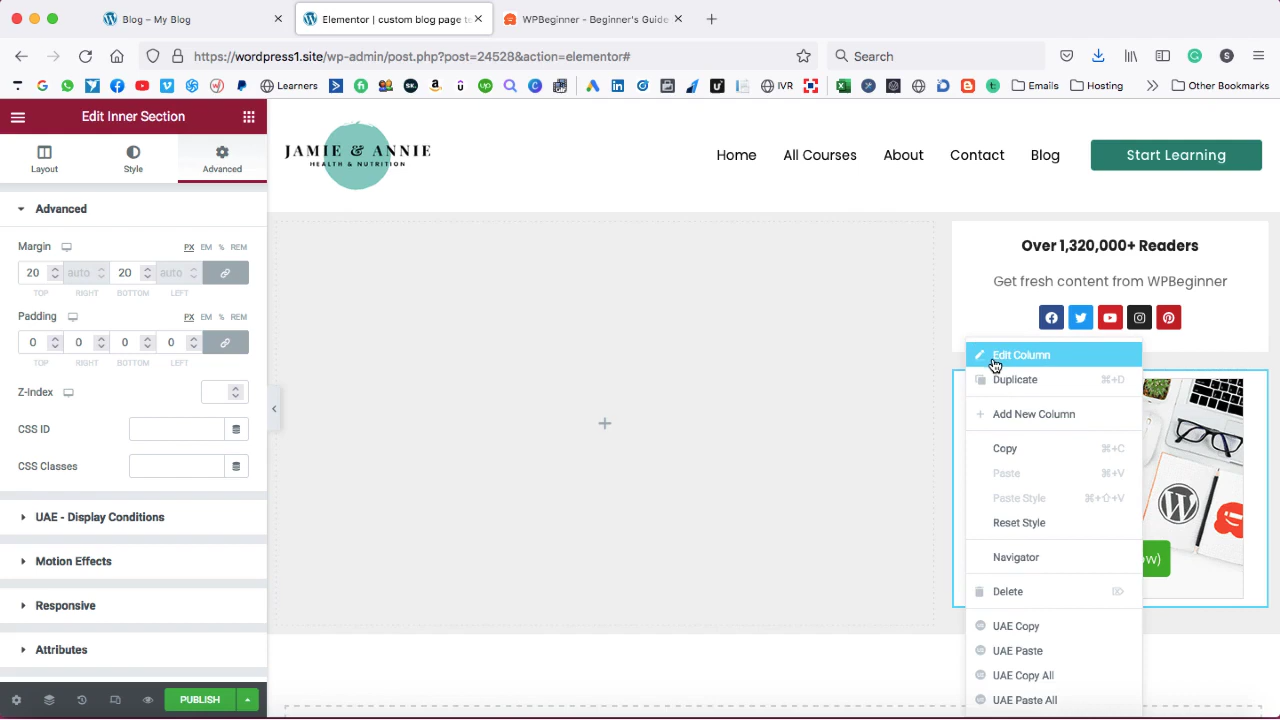 Blog – My Blog
Elementor | custom blog page te
WPBeginner - Beginner's Guide
https://wordpress1.site/wp-admin/post.php?post=24528&action=elementor#
Search
Learners1
IVR
Emails
Hosting
Other Bookmarks
Edit Inner Section
Layout
Style
Advanced
Advanced
Margin
PX EM % REM
20 auto 20 auto
TOP RIGHT BOTTOM LEFT
Padding
PX EM % REM
0 0 0 0
TOP RIGHT BOTTOM LEFT
Z-Index
CSS ID
CSS Classes
UAE - Display Conditions
Motion Effects
Responsive
Attributes
PUBLISH
JAMIE & ANNIE
HEALTH & NUTRITION
Home
All Courses
About
Contact
Blog
Start Learning
Over 1,320,000+ Readers
Get fresh content from WPBeginner
Edit Column
Duplicate ⌘+D
Add New Column
Copy ⌘+C
Paste ⌘+V
Paste Style ⌘+⇧+V
Reset Style
Navigator
Delete ⌦
UAE Copy
UAE Paste
UAE Copy All
UAE Paste All
ow)